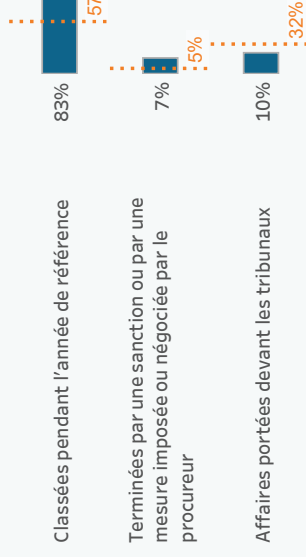 Classées pendant l'année de référence
83%
57
Terminées par une sanction ou par une
mesure imposée ou négociée par le
procureur
7%
5%
Affaires portées devant les tribunaux
10%
32%